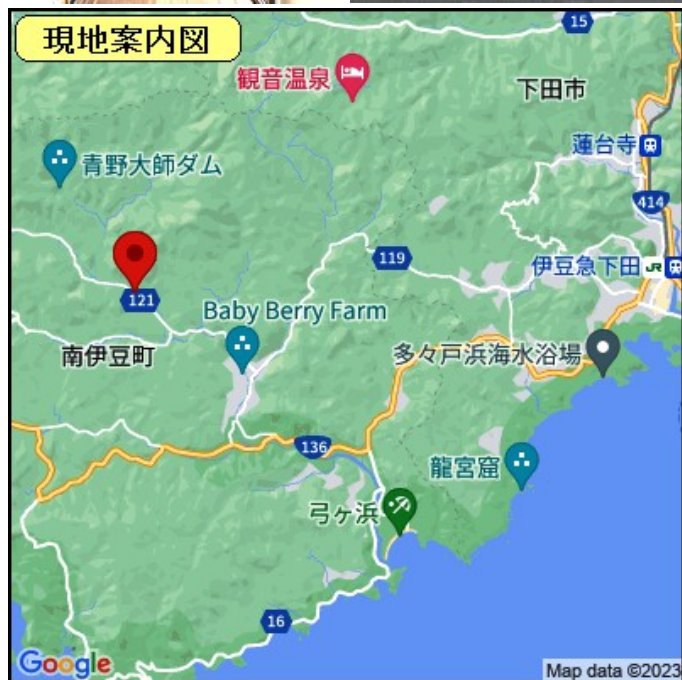 現地案内図
15
観音温泉
下田市
蓮台寺
青野大師ダム
414
119
伊豆急下田
JR
121
Baby Berry Farm
南伊豆町
多々戸浜海水浴場
136
龍宮窟
弓ヶ浜
16
Google
Map data ©2023